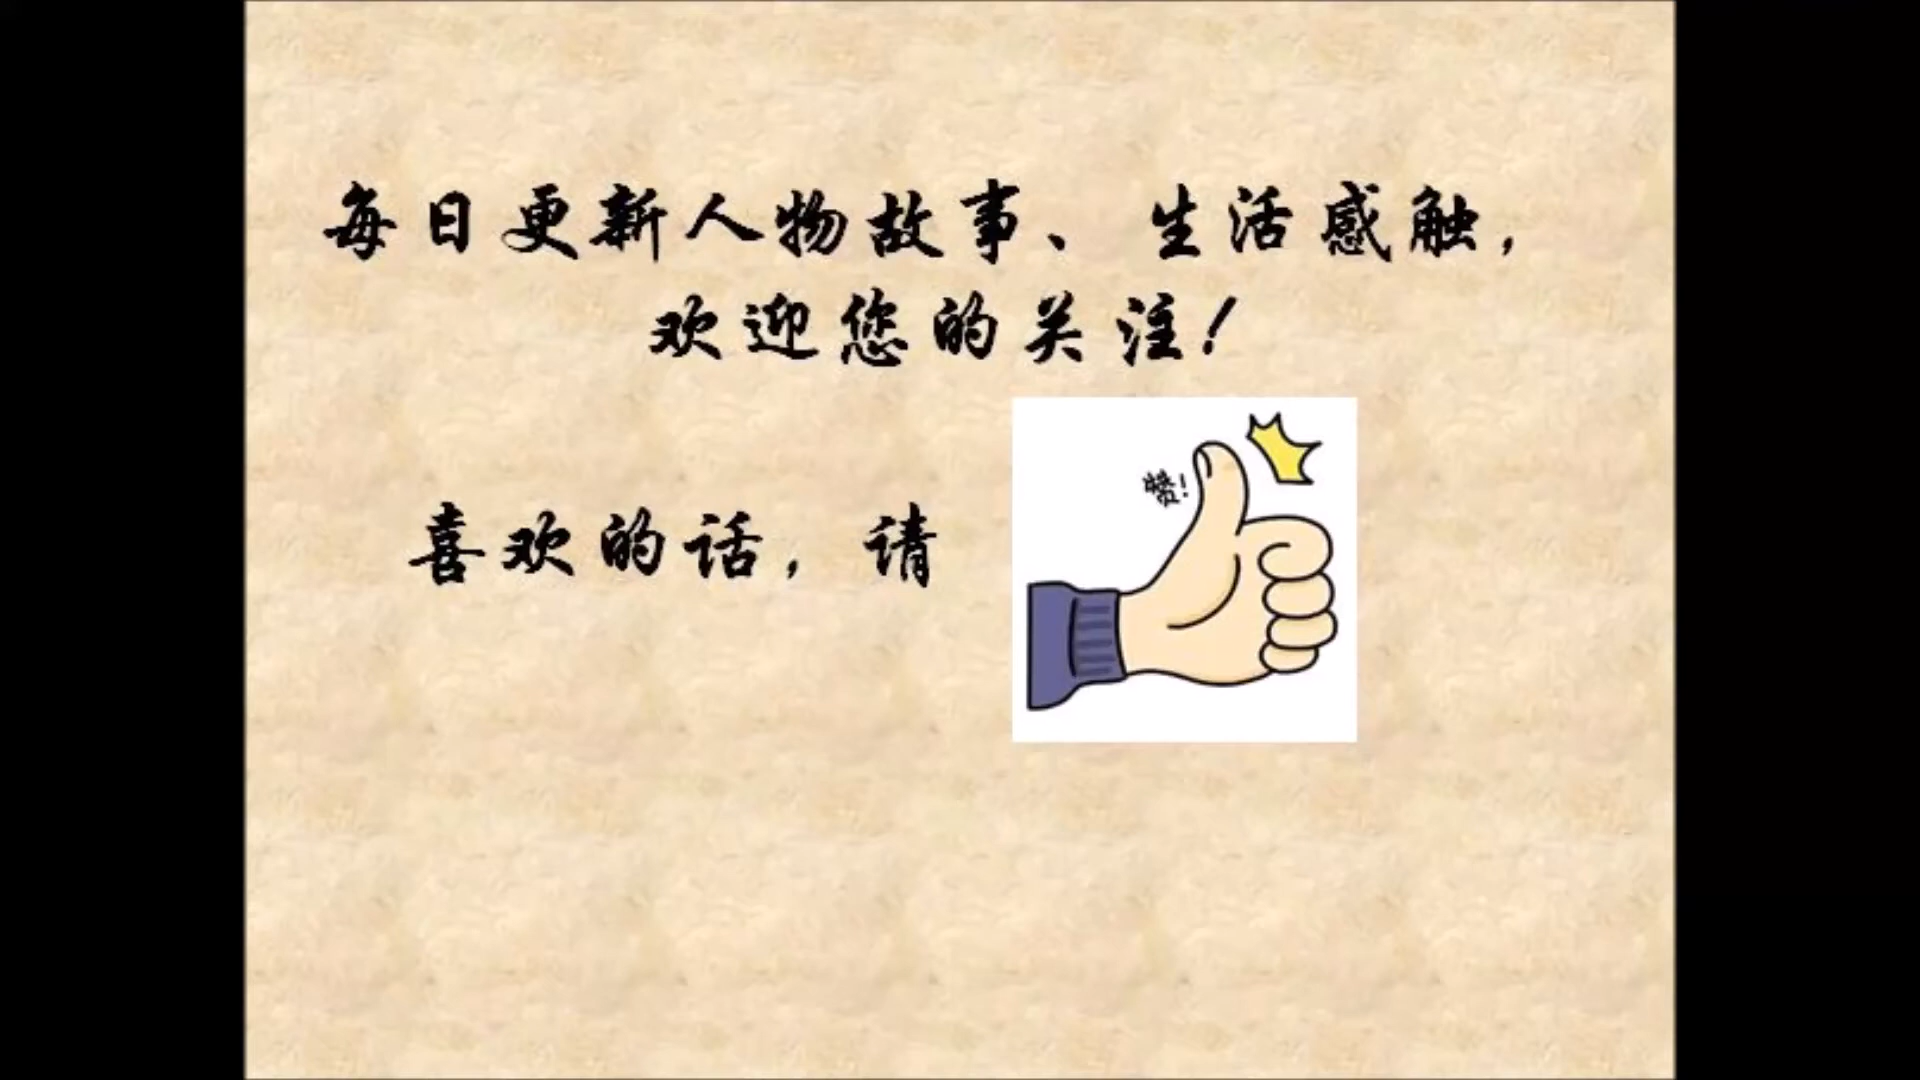 每日更新人物故事、生活感触，
欢迎您的关注！
赞！
喜欢的话，请